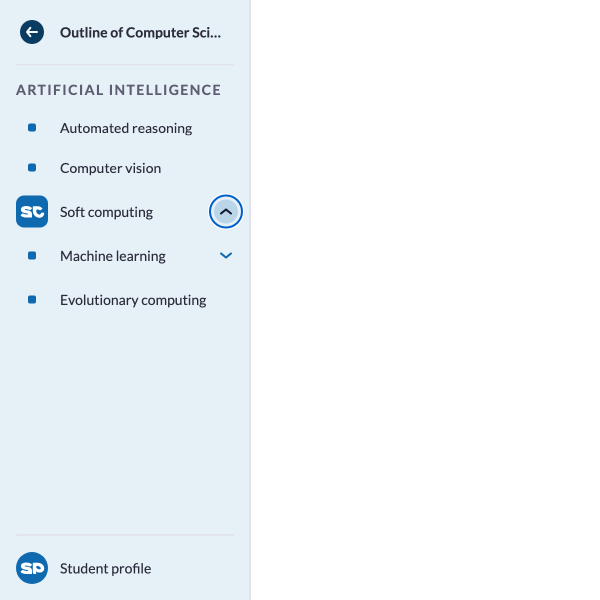 Outline of Computer Sci...
ARTIFICIAL INTELLIGENCE
Automated reasoning
Computer vision
sc Soft computing
Machine learning
Evolutionary computing
sp Student profile